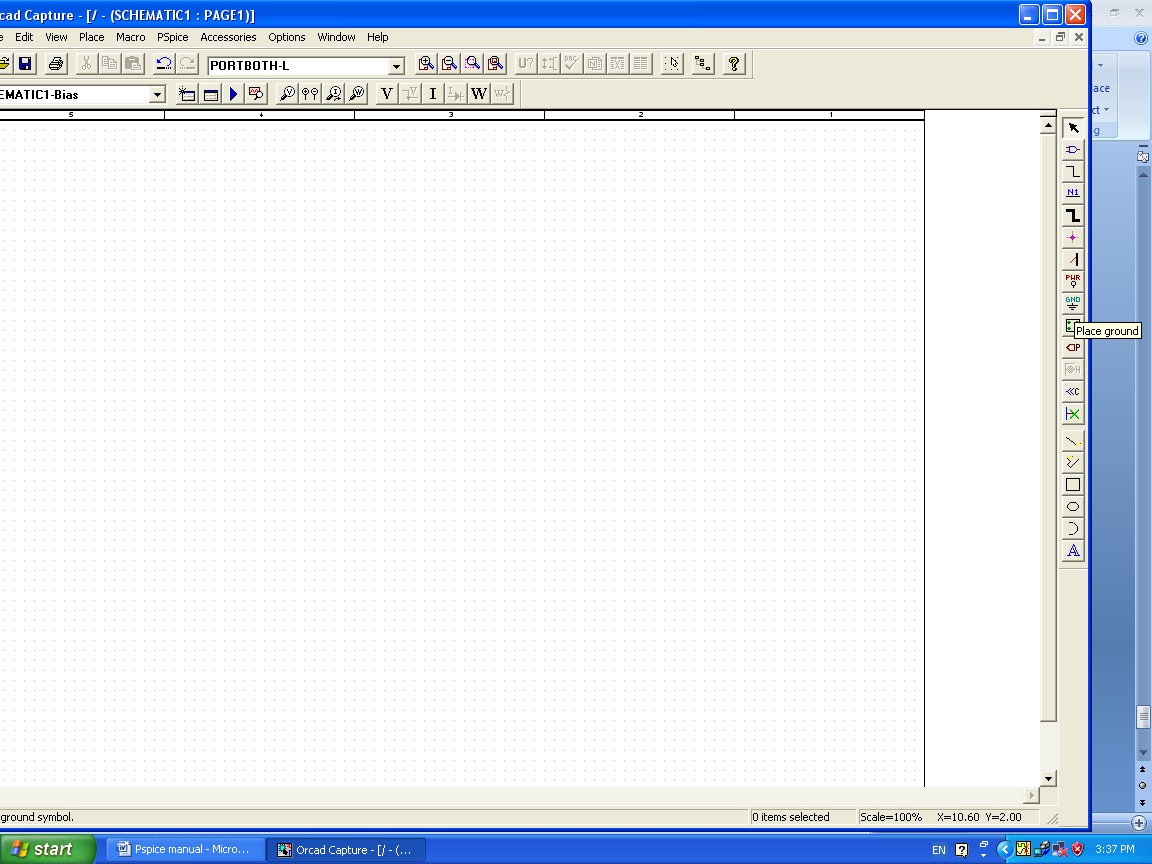 cad Capture - [/ - (SCHEMATIC1 : PAGE1)]
e Edit View Place Macro PSpice Accessories Options Window Help
PORTBOTH-L U? DRC ?
EMATIC1-Bias V I W
5 4 3 2 1
ace
ct
g
N1
PWR
GND
Place ground
P
H
C
A
ground symbol. 0 items selected Scale=100% X=10.60 Y=2.00
start Pspice manual - Micro... Orcad Capture - [/ - (... EN 3:37 PM